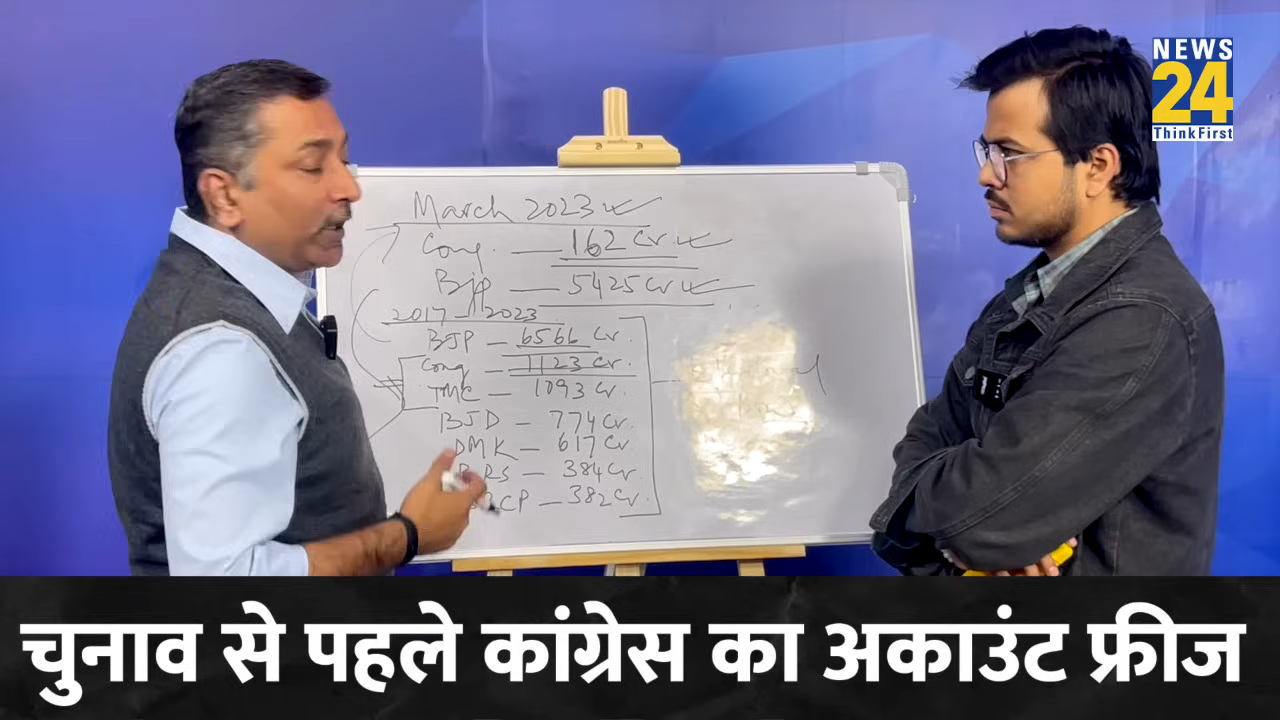 NEWS
24
ThinkFirst
March 2023
Cong. — 162 Cr.
Bjp — 5425 Cr
2017 - 2023
BJP — 6566 Cr.
Cong — 1123 Cr.
TMC — 1093 Cr.
BJD — 774 Cr.
DMK — 617 Cr.
BRS — 384 Cr
CP — 382 Cr
चुनाव से पहले कांग्रेस का अकाउंट फ्रीज